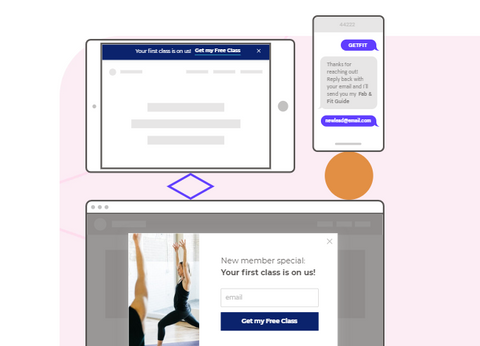 Your first class is on us! Get my Free Class ×
GETFIT
Thanks for
reaching out!
Reply back with
your email and I'll
send you my Fab &
Fit Guide
newlead@email.com
New member special:
Your first class is on us!
email
Get my Free Class